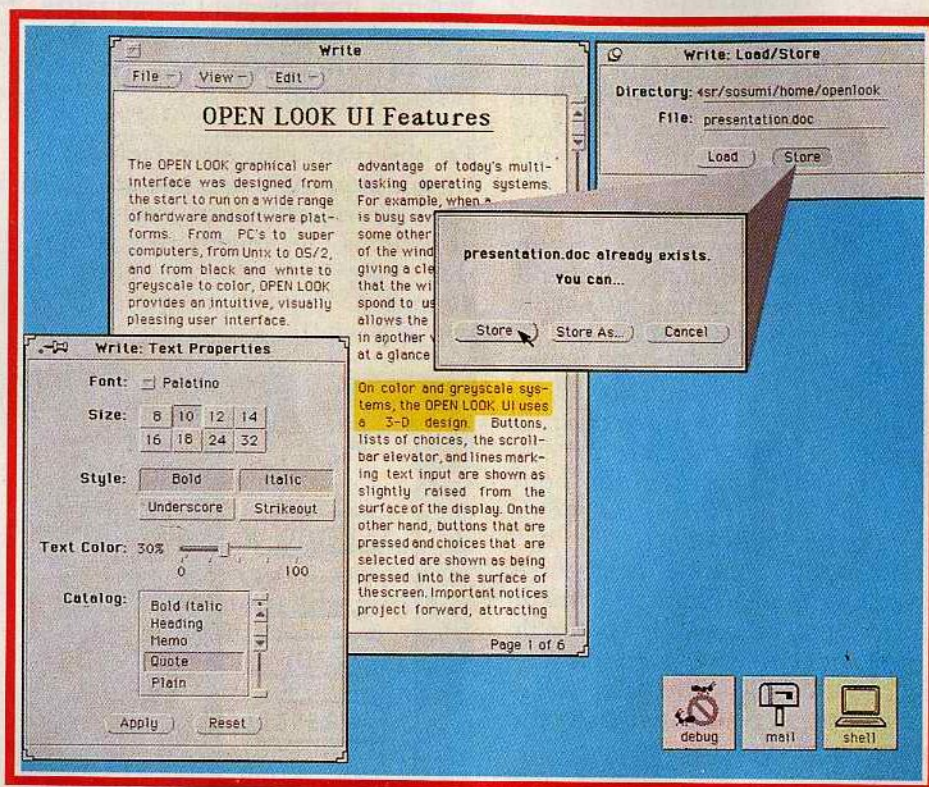 Write
File
View
Edit
OPEN LOOK UI Features
The OPEN LOOK graphical user
interface was designed from
the start to run on a wide range
of hardware and software plat-
forms. From PC's to super
computers, from Unix to OS/2,
and from black and white to
greyscale to color, OPEN LOOK
provides an intuitive, visually
pleasing user interface.
advantage of today's multi-
tasking operating systems.
For example, when a
is busy sav
some other
of the wind
giving a cle
that the wi
spond to us
allows the
in another
at a glance
On color and greyscale sys-
tems, the OPEN LOOK UI uses
a 3-D design. Buttons,
lists of choices, the scroll-
bar elevator, and lines mark-
ing text input are shown as
slightly raised from the
surface of the display. On the
other hand, buttons that are
pressed and choices that are
selected are shown as being
pressed into the surface of
the screen. Important notices
project forward, attracting
Page 1 of 6
Write: Load/Store
Directory: sr/sosumi/home/openlook
File: presentation.doc
Load Store
presentation.doc already exists.
You can...
Store Store As... Cancel
Write: Text Properties
Font: Palatino
Size: 8 10 12 14
16 18 24 32
Style: Bold Italic
Underscore Strikeout
Text Color: 30%
0 100
Catalog:
Bold Italic
Heading
Memo
Quote
Plain
Apply Reset
debug mail shell